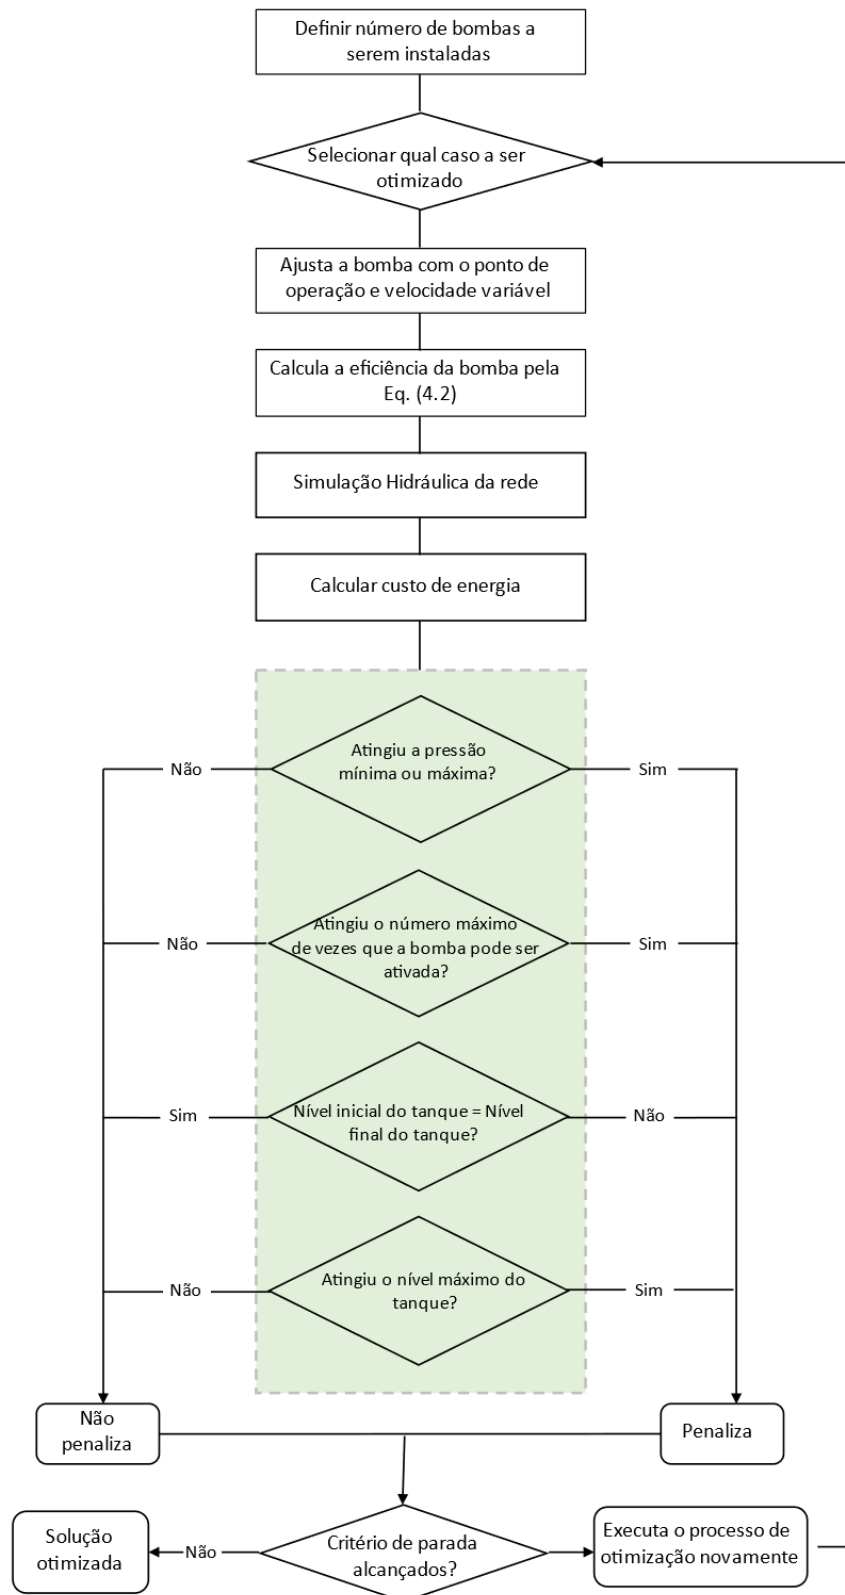 Definir número de bombas a
serem instaladas
Selecionar qual caso a ser
otimizado
Ajusta a bomba com o ponto de
operação e velocidade variável
Calcula a eficiência da bomba pela
Eq. (4.2)
Simulação Hidráulica da rede
Calcular custo de energia
Não
Atingiu a pressão
mínima ou máxima?
Sim
Não
Atingiu o número máximo
de vezes que a bomba pode ser
ativada?
Sim
Sim
Nível inicial do tanque = Nível
final do tanque?
Não
Não
Atingiu o nível máximo do
tanque?
Sim
Não
penaliza
Penaliza
Solução
otimizada
Não
Critério de parada
alcançados?
Executa o processo de
otimização novamente